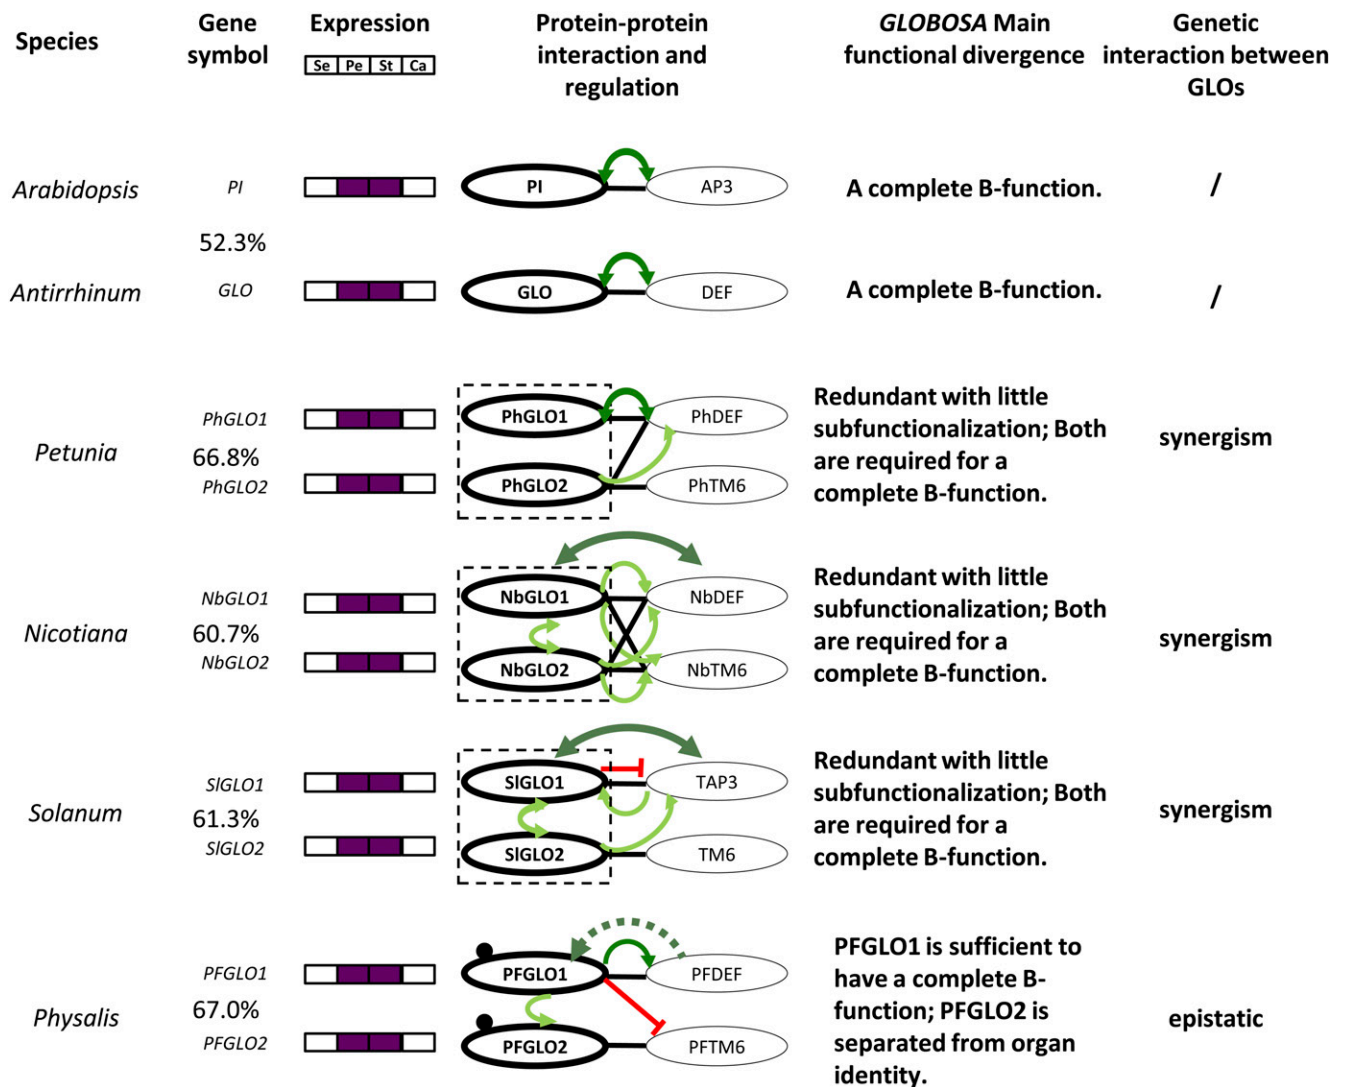 Species
Gene
symbol
Expression
Se Pe St Ca
Protein-protein
interaction and
regulation
GLOBOSA Main
functional divergence
Genetic
interaction between
GLOs
Arabidopsis
PI
PI
AP3
A complete B-function.
/
52.3%
Antirrhinum
GLO
GLO
DEF
A complete B-function.
/
Petunia
PhGLO1
66.8%
PhGLO2
PhGLO1
PhDEF
PhGLO2
PhTM6
Redundant with little
subfunctionalization; Both
are required for a
complete B-function.
synergism
Nicotiana
NbGLO1
60.7%
NbGLO2
NbGLO1
NbDEF
NbGLO2
NbTM6
Redundant with little
subfunctionalization; Both
are required for a
complete B-function.
synergism
Solanum
SlGLO1
61.3%
SlGLO2
SlGLO1
TAP3
SlGLO2
TM6
Redundant with little
subfunctionalization; Both
are required for a
complete B-function.
synergism
Physalis
PFGLO1
67.0%
PFGLO2
PFGLO1
PFDEF
PFGLO2
PFTM6
PFGLO1 is sufficient to
have a complete B-
function; PFGLO2 is
separated from organ
identity.
epistatic